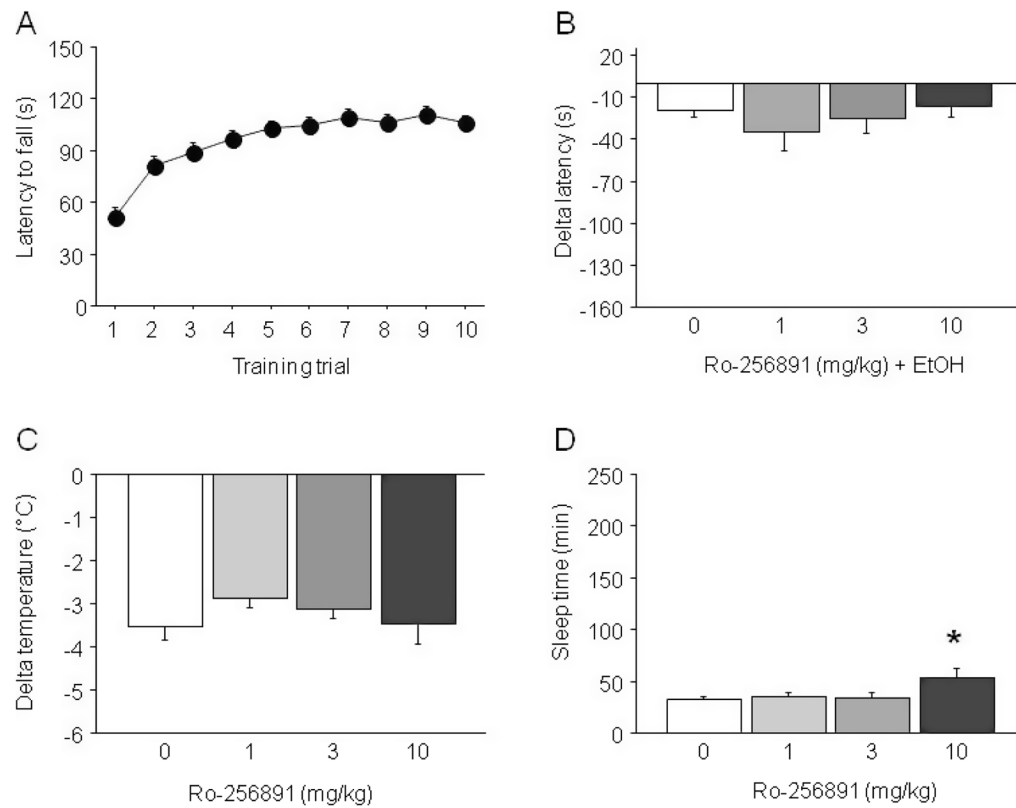 A
Latency to fall (s)
150
120
90
60
30
0
1 2 3 4 5 6 7 8 9 10
Training trial
B
Delta latency (s)
20
-10
-40
-70
-100
-130
-160
0 1 3 10
Ro-256891 (mg/kg) + EtOH
C
Delta temperature (°C)
0
-1
-2
-3
-4
-5
-6
0 1 3 10
Ro-256891 (mg/kg)
D
Sleep time (min)
250
200
150
100
50
0
*
0 1 3 10
Ro-256891 (mg/kg)